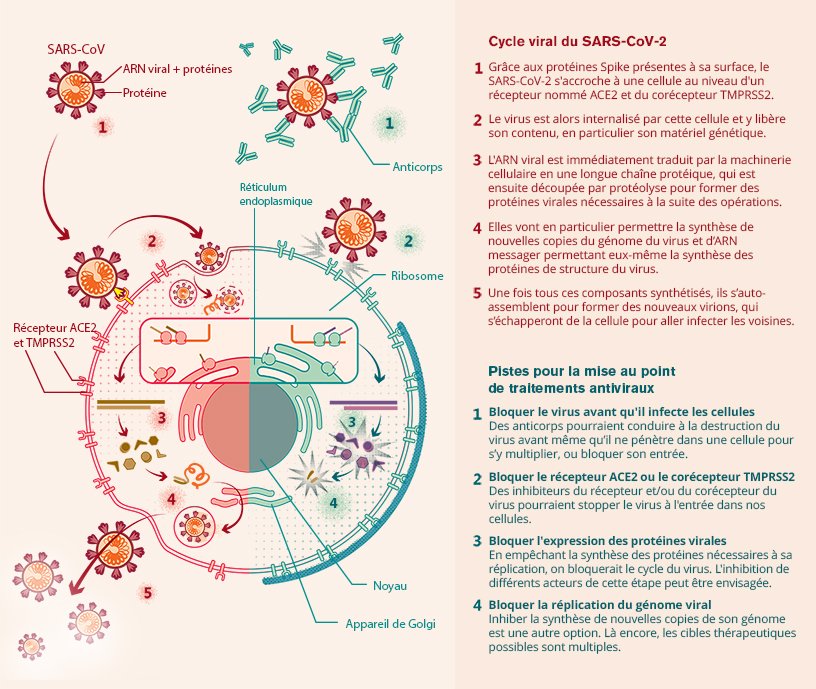 SARS-CoV
ARN viral + protéines
Protéine
1
1
Anticorps
Réticulum
endoplasmique
2
2
Ribosome
Récepteur ACE2
et TMPRSS2
3
3
4
4
5
Noyau
Appareil de Golgi
Cycle viral du SARS-CoV-2
1 Grâce aux protéines Spike présentes à sa surface, le
SARS-CoV-2 s'accroche à une cellule au niveau d'un
récepteur nommé ACE2 et du corécepteur TMPRSS2.
2 Le virus est alors internalisé par cette cellule et y libère
son contenu, en particulier son matériel génétique.
3 L'ARN viral est immédiatement traduit par la machinerie
cellulaire en une longue chaîne protéique, qui est
ensuite découpée par protéolyse pour former des
protéines virales nécessaires à la suite des opérations.
4 Elles vont en particulier permettre la synthèse de
nouvelles copies du génome du virus et d'ARN
messager permettant eux-même la synthèse des
protéines de structure du virus.
5 Une fois tous ces composants synthétisés, ils s'auto-
assemblent pour former des nouveaux virions, qui
s'échapperont de la cellule pour aller infecter les voisines.
Pistes pour la mise au point
de traitements antiviraux
1 Bloquer le virus avant qu'il infecte les cellules
Des anticorps pourraient conduire à la destruction du
virus avant même qu'il ne pénètre dans une cellule pour
s'y multiplier, ou bloquer son entrée.
2 Bloquer le récepteur ACE2 ou le corécepteur TMPRSS2
Des inhibiteurs du récepteur et/ou du corécepteur du
virus pourraient stopper le virus à l'entrée dans nos
cellules.
3 Bloquer l'expression des protéines virales
En empêchant la synthèse des protéines nécessaires à sa
réplication, on bloquerait le cycle du virus. L'inhibition de
différents acteurs de cette étape peut être envisagée.
4 Bloquer la réplication du génome viral
Inhiber la synthèse de nouvelles copies de son génome
est une autre option. Là encore, les cibles thérapeutiques
possibles sont multiples.